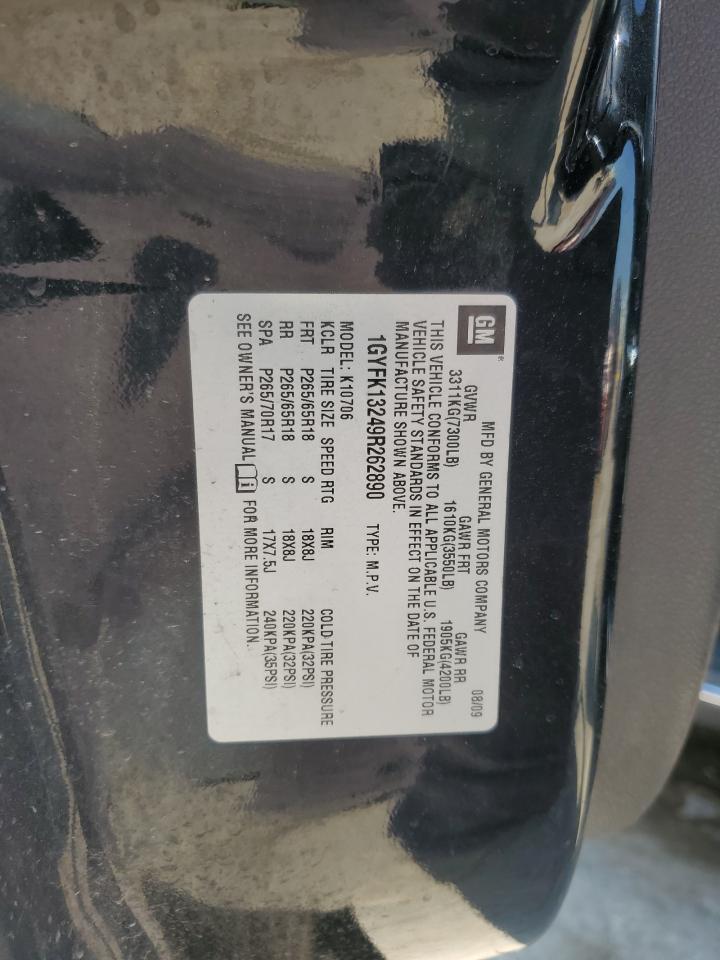 GM ®
MFD BY GENERAL MOTORS COMPANY 08/09
GVWR GAWR FRT GAWR RR
3311KG(7300LB) 1610KG(3550LB) 1905KG(4200LB)
THIS VEHICLE CONFORMS TO ALL APPLICABLE U.S. FEDERAL MOTOR
VEHICLE SAFETY STANDARDS IN EFFECT ON THE DATE OF
MANUFACTURE SHOWN ABOVE.
1GYFK13249R262890 TYPE: M.P.V.
MODEL: K10706
KCLR TIRE SIZE SPEED RTG RIM COLD TIRE PRESSURE
FRT P265/65R18 S 18X8J 220KPA(32PSI)
RR P265/65R18 S 18X8J 220KPA(32PSI)
SPA P265/70R17 S 17X7.5J 240KPA(35PSI)
SEE OWNER'S MANUAL i FOR MORE INFORMATION.